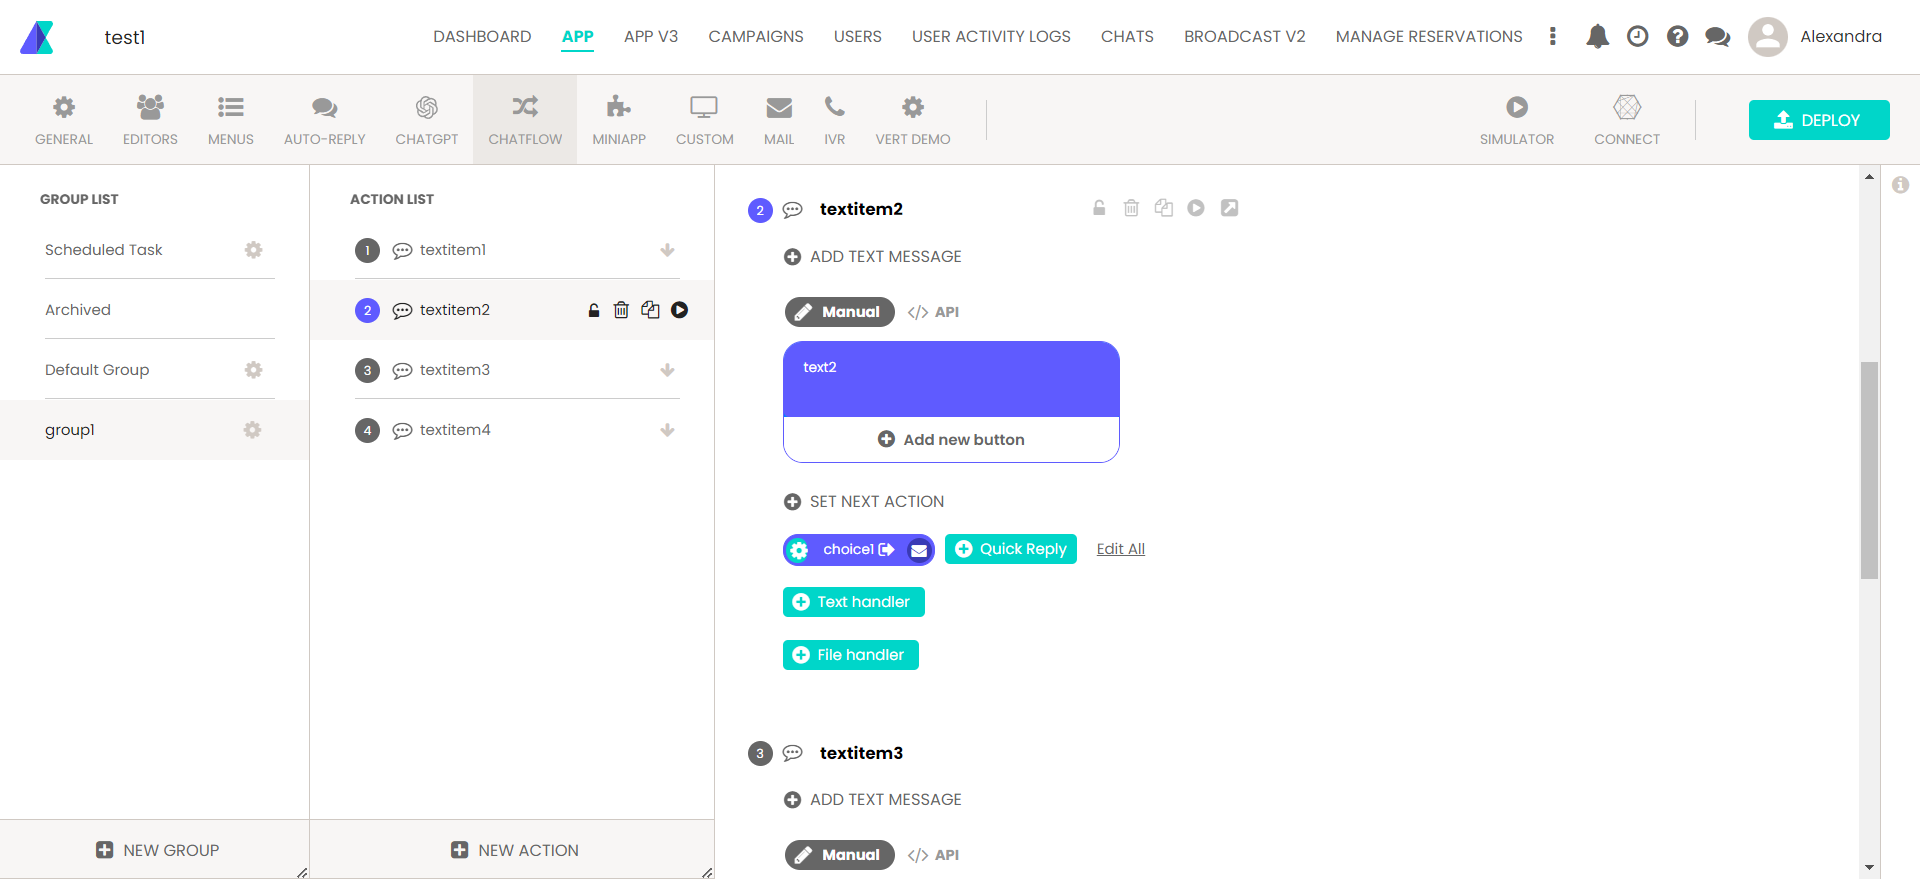 test1
DASHBOARD APP APP V3 CAMPAIGNS USERS USER ACTIVITY LOGS CHATS BROADCAST V2 MANAGE RESERVATIONS Alexandra
GENERAL EDITORS MENUS AUTO-REPLY CHATGPT CHATFLOW MINIAPP CUSTOM MAIL IVR VERT DEMO SIMULATOR CONNECT DEPLOY
GROUP LIST
Scheduled Task
Archived
Default Group
group1
NEW GROUP
ACTION LIST
1 textitem1
2 textitem2
3 textitem3
4 textitem4
NEW ACTION
2 textitem2
ADD TEXT MESSAGE
Manual </> API
text2
Add new button
SET NEXT ACTION
choice1 Quick Reply Edit All
Text handler
File handler
3 textitem3
ADD TEXT MESSAGE
Manual </> API